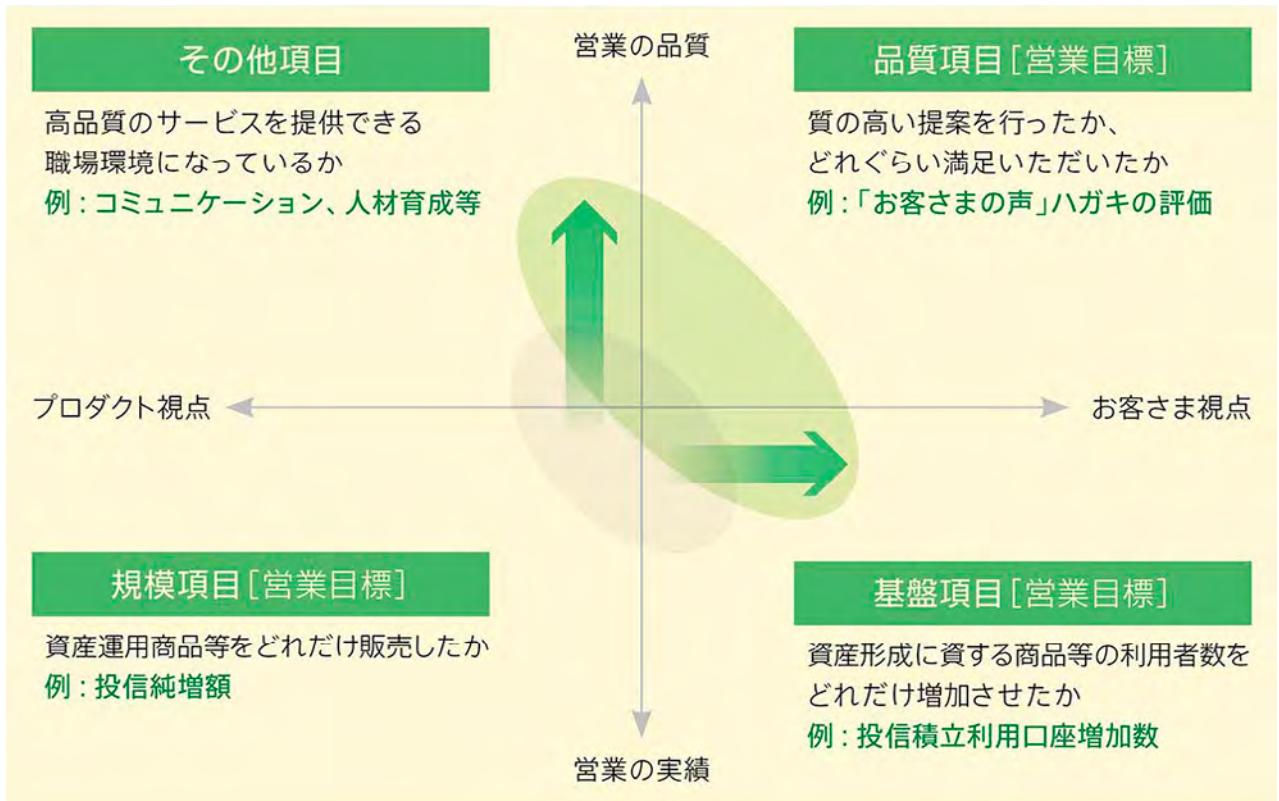 営業の品質
その他項目
高品質のサービスを提供できる
職場環境になっているか
例：コミュニケーション、人材育成等
品質項目［営業目標］
質の高い提案を行ったか、
どれぐらい満足いただいたか
例：「お客さまの声」ハガキの評価
プロダクト視点
お客さま視点
規模項目［営業目標］
資産運用商品等をどれだけ販売したか
例：投信純増額
基盤項目［営業目標］
資産形成に資する商品等の利用者数を
どれだけ増加させたか
例：投信積立利用口座増加数
営業の実績